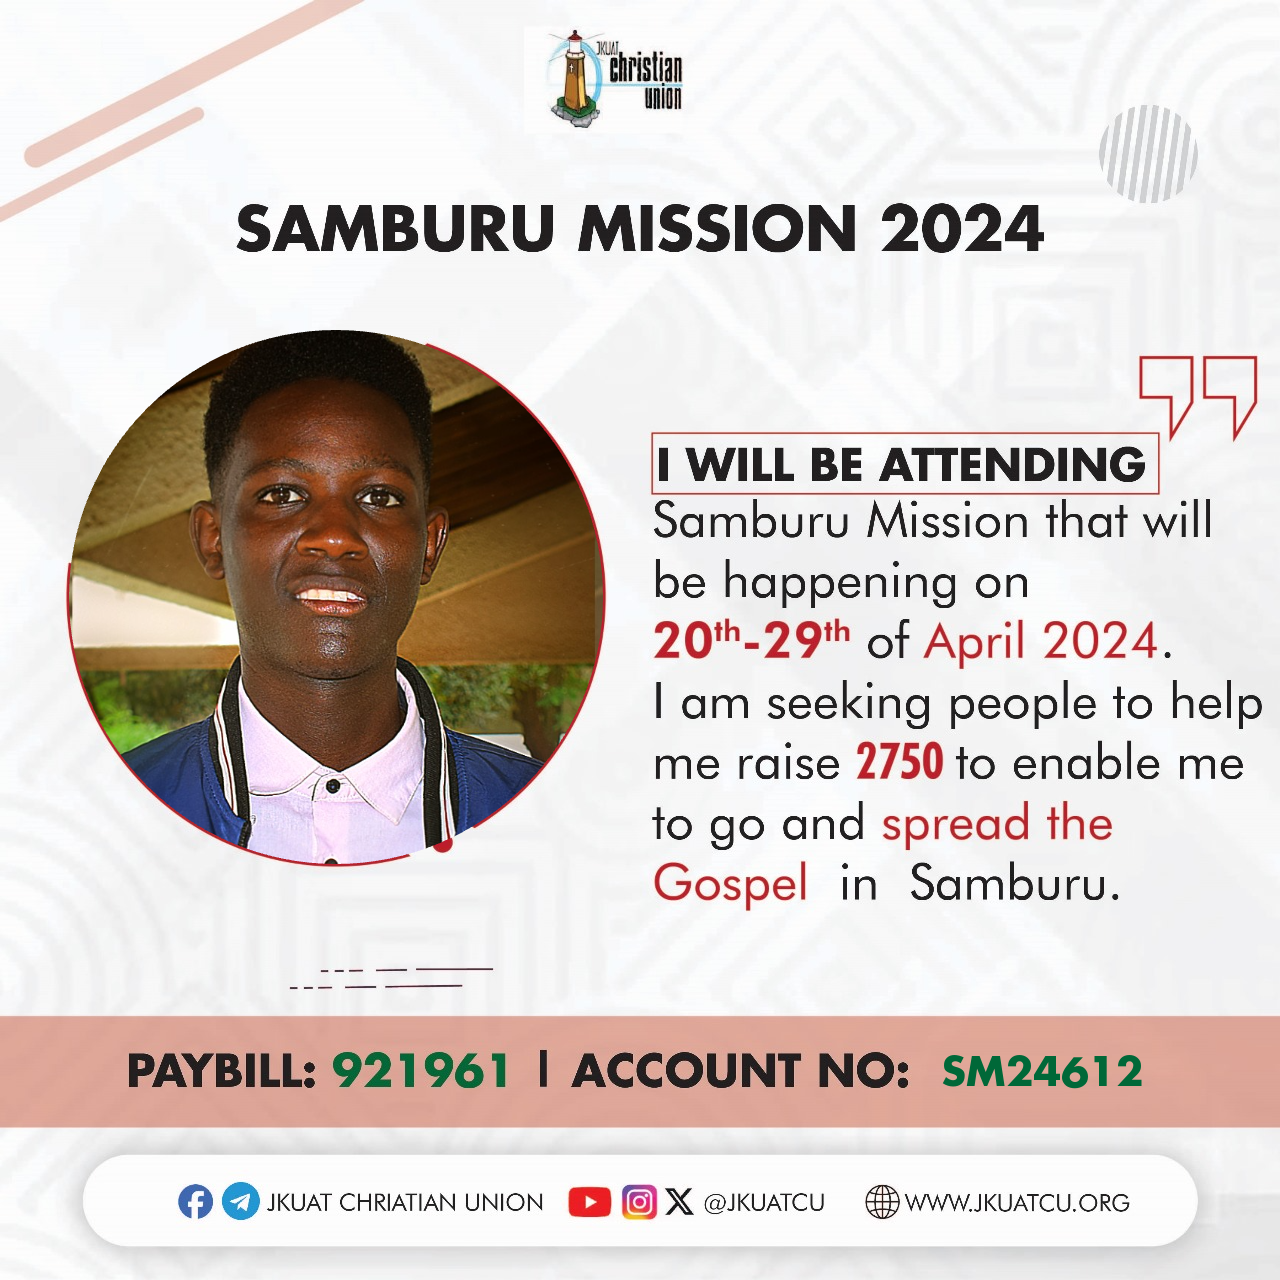 JKUAT
christian
union
SAMBURU MISSION 2024
I WILL BE ATTENDING
Samburu Mission that will
be happening on
20th-29th of April 2024.
I am seeking people to help
me raise 2750 to enable me
to go and spread the
Gospel in Samburu.
PAYBILL: 921961 | ACCOUNT NO: SM24612
JKUAT CHRIATIAN UNION @JKUATCU WWW.JKUATCU.ORG